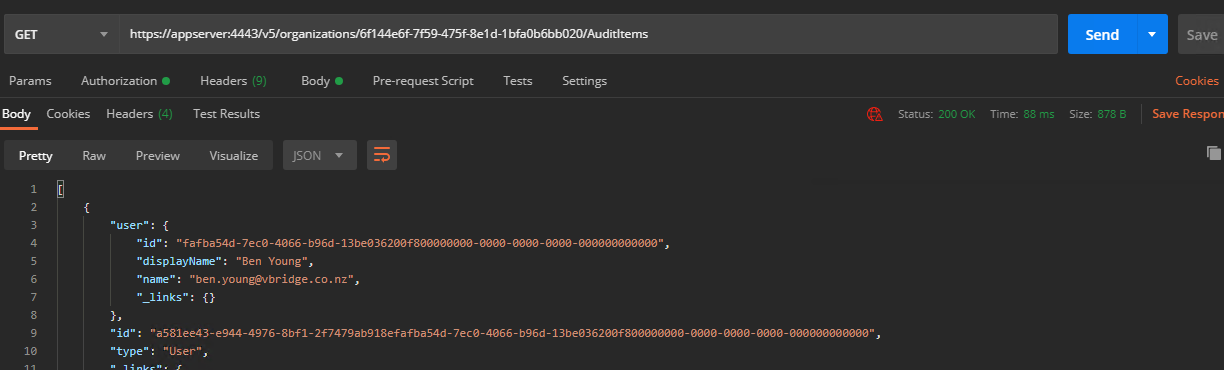 GET https://appserver:4443/v5/organizations/6f144e6f-7f59-475f-8e1d-1bfa0b6bb020/AuditItems Send Save
Params Authorization Headers (9) Body Pre-request Script Tests Settings Cookies
Body Cookies Headers (4) Test Results Status: 200 OK Time: 88 ms Size: 878 B Save Respon
Pretty Raw Preview Visualize JSON
1 [
2 {
3 "user": {
4 "id": "fafba54d-7ec0-4066-b96d-13be036200f800000000-0000-0000-0000-000000000000",
5 "displayName": "Ben Young",
6 "name": "ben.young@vbridge.co.nz",
7 "_links": {}
8 },
9 "id": "a581ee43-e944-4976-8bf1-2f7479ab918efafba54d-7ec0-4066-b96d-13be036200f800000000-0000-0000-0000-000000000000",
10 "type": "User",
11 "_links": {